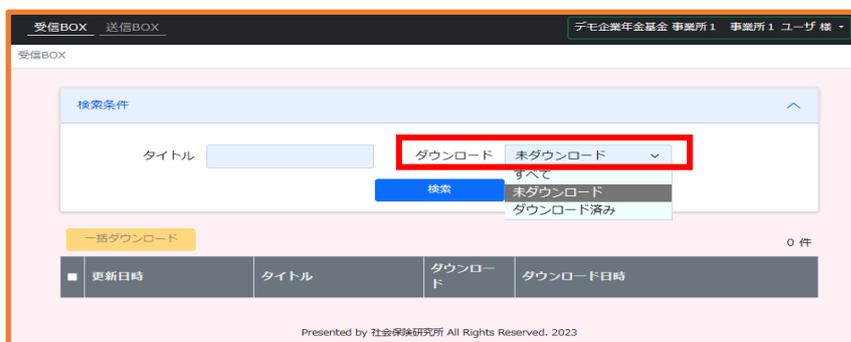 受信BOX 送信BOX デモ企業年金基金 事業所1 事業所1 ユーザ 様
受信BOX
検索条件
タイトル ダウンロード 未ダウンロード
すべて
検索 未ダウンロード
ダウンロード済み
一括ダウンロード 0 件
更新日時 タイトル ダウンロー
ド ダウンロード日時
Presented by 社会保険研究所 All Rights Reserved. 2023